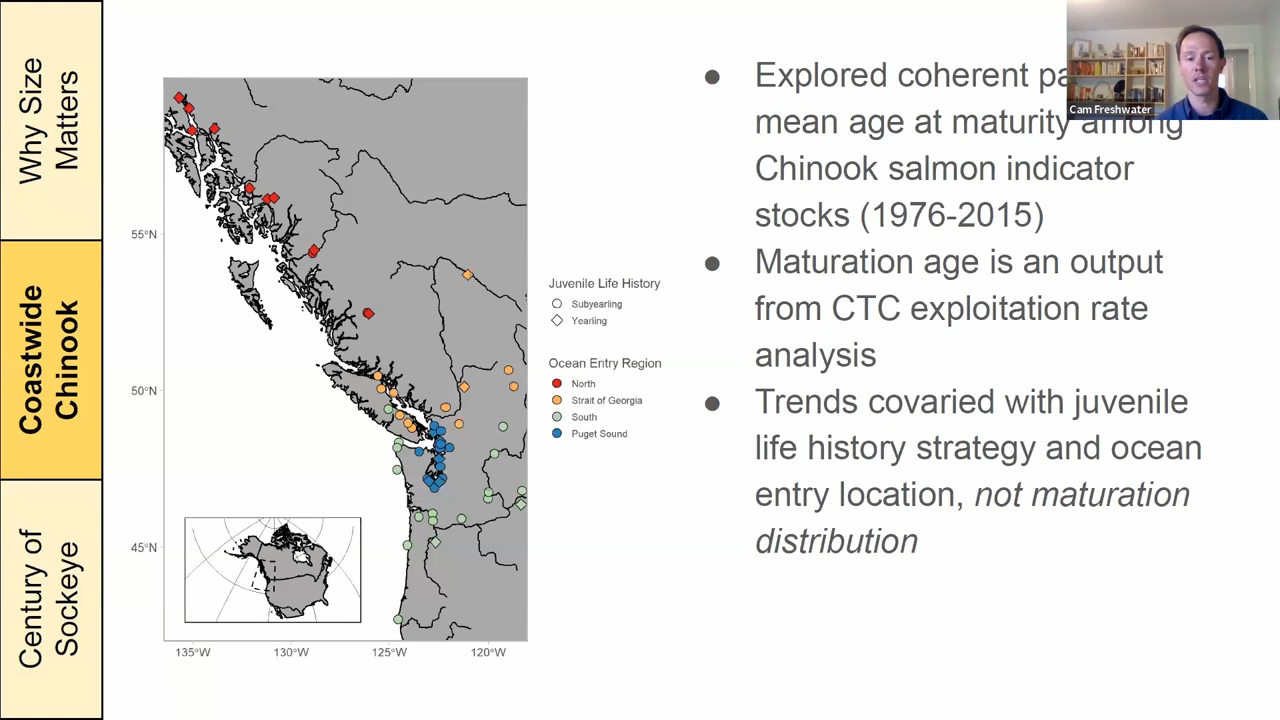 Why Size
Matters
Coastwide
Chinook
Century of
Sockeye
55°N
50°N
45°N
135°W
130°W
125°W
120°W
Juvenile Life History
Subyearling
Yearling
Ocean Entry Region
North
Strait of Georgia
South
Puget Sound
● Explored coherent
mean age at maturity among
Chinook salmon indicator
stocks (1976-2015)
● Maturation age is an output
from CTC exploitation rate
analysis
● Trends covaried with juvenile
life history strategy and ocean
entry location, not maturation
distribution
Cam Freshwater